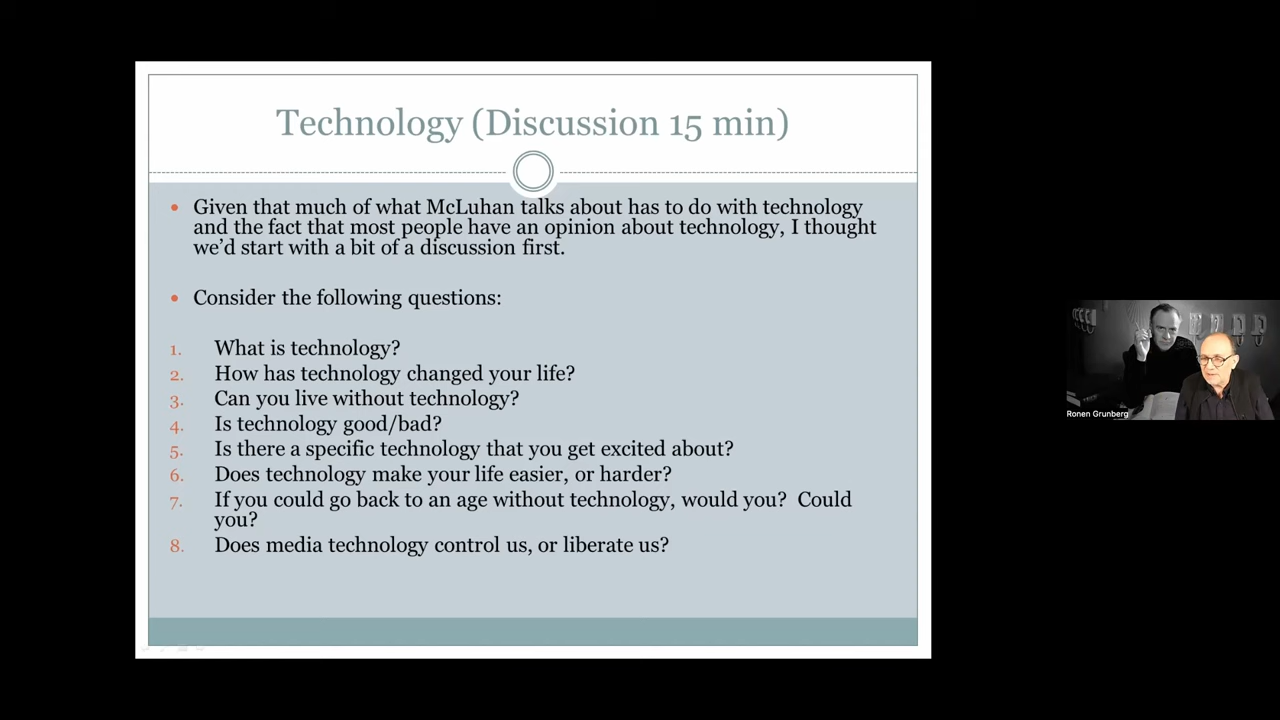 Technology (Discussion 15 min)
Given that much of what McLuhan talks about has to do with technology
and the fact that most people have an opinion about technology, I thought
we'd start with a bit of a discussion first.
Consider the following questions:
1. What is technology?
2. How has technology changed your life?
3. Can you live without technology?
4. Is technology good/bad?
5. Is there a specific technology that you get excited about?
6. Does technology make your life easier, or harder?
7. If you could go back to an age without technology, would you?  Could
you?
8. Does media technology control us, or liberate us?
Ronen Grunberg